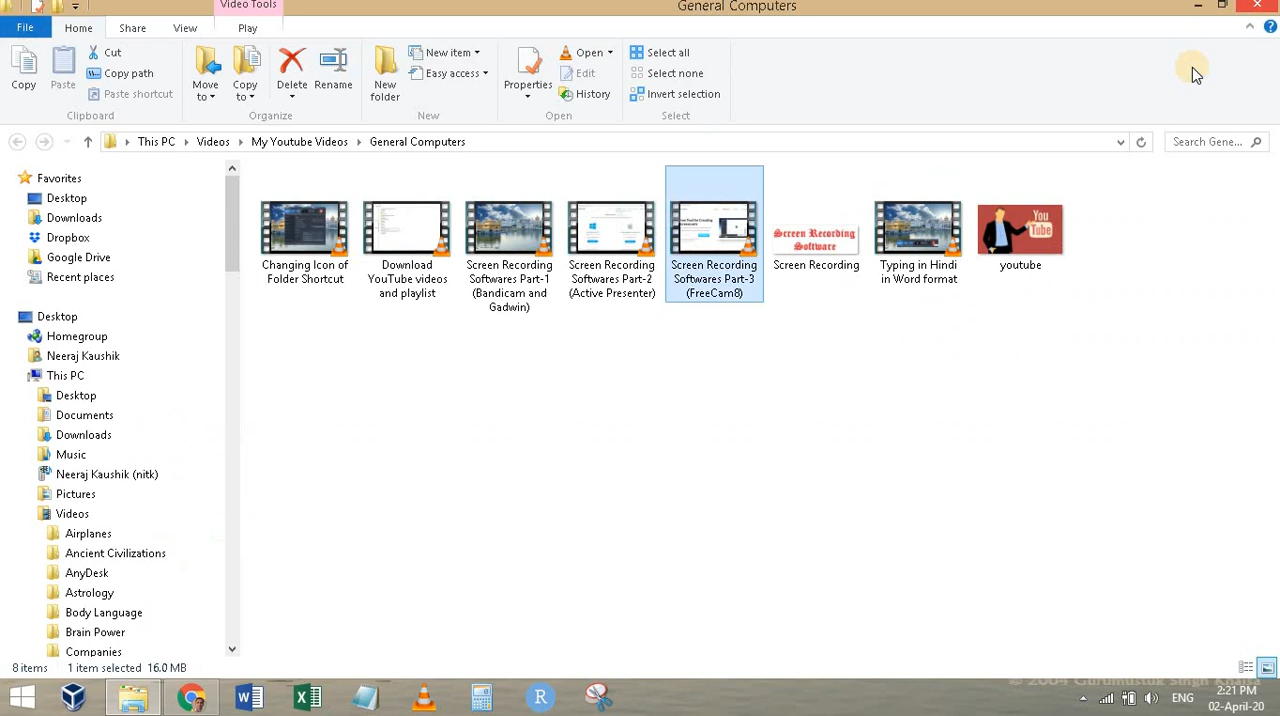 Video Tools
General Computers
File
Home
Share
View
Play
Copy
Paste
Cut
Copy path
Paste shortcut
Clipboard
Move to
Copy to
Delete
Rename
Organize
New folder
New item
Easy access
New
Properties
Open
Edit
History
Open
Select all
Select none
Invert selection
Select
This PC
Videos
My Youtube Videos
General Computers
Search Gene...
Favorites
Desktop
Downloads
Dropbox
Google Drive
Recent places
Desktop
Homegroup
Neeraj Kaushik
This PC
Desktop
Documents
Downloads
Music
Neeraj Kaushik (nitk)
Pictures
Videos
Airplanes
Ancient Civilizations
AnyDesk
Astrology
Body Language
Brain Power
Companies
Changing Icon of
Folder Shortcut
Download
YouTube videos
and playlist
Screen Recording
Softwares Part-1
(Bandicam and
Gadwin)
Screen Recording
Softwares Part-2
(Active Presenter)
Screen Recording
Softwares Part-3
(FreeCam8)
Screen Recording
Software
Screen Recording
Typing in Hindi
in Word format
You
Tube
youtube
8 items
1 item selected 16.0 MB
© 2004 Gurumustuk Singh Khalsa
ENG
2:21 PM
02-April-20